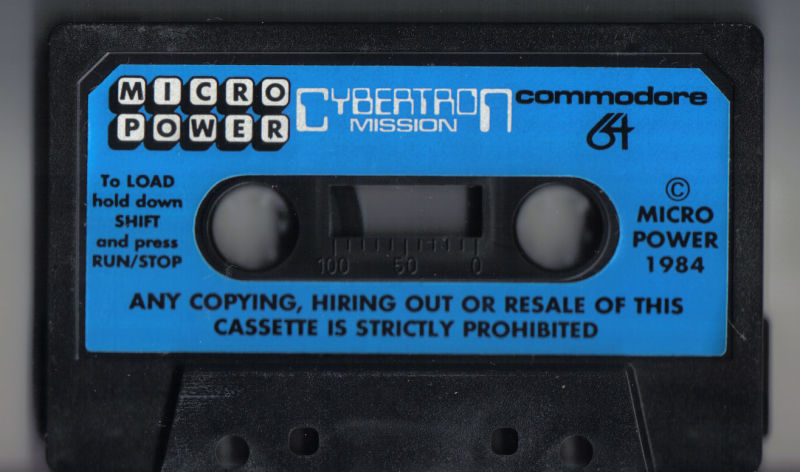 MICRO
POWER
CYBERTRON
MISSION
commodore
64
To LOAD
hold down
SHIFT
and press
RUN/STOP
©
MICRO
POWER
1984
100 50 0
ANY COPYING, HIRING OUT OR RESALE OF THIS
CASSETTE IS STRICTLY PROHIBITED